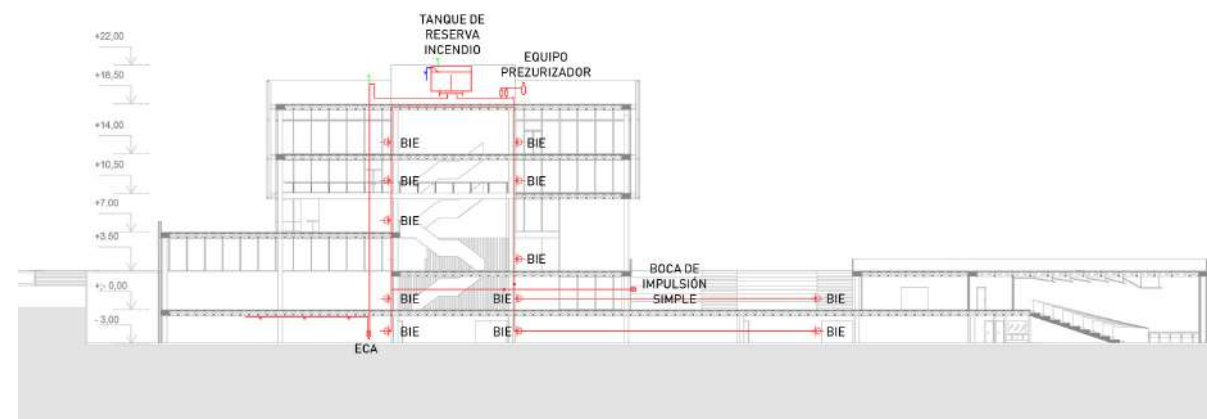 TANQUE DE
RESERVA
INCENDIO
EQUIPO
PREZURIZADOR
+22,00
+18,50
+14,00
BIE BIE
+10,50
BIE BIE
+7,00
BIE
+3.50
BIE
BOCA DE
IMPULSIÓN
SIMPLE
+;- 0,00
BIE BIE BIE
- 3,00
BIE BIE BIE
ECA